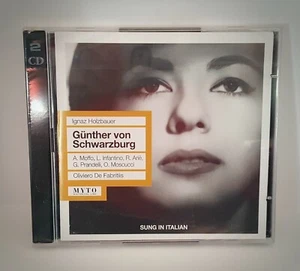 2
CD
Ignaz Holzbauer
Günther von
Schwarzburg
A. Moffo, L. Infantino, R. Arié,
G. Prandelli, O. Moscucci
Oliviero De Fabritiis
MYTO
SUNG IN ITALIAN